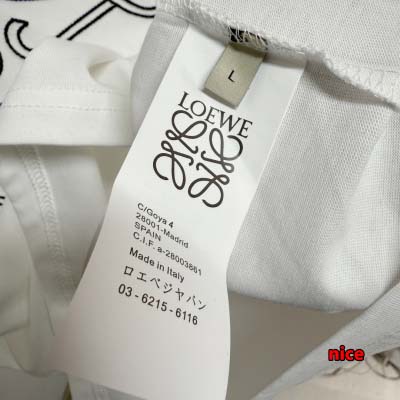 L
LOEWE
C/Goya 4
28001-Madrid
SPAIN
C.I.F. a-28003861
Made in Italy
ロエベジャパン
03-6215-6116
nice